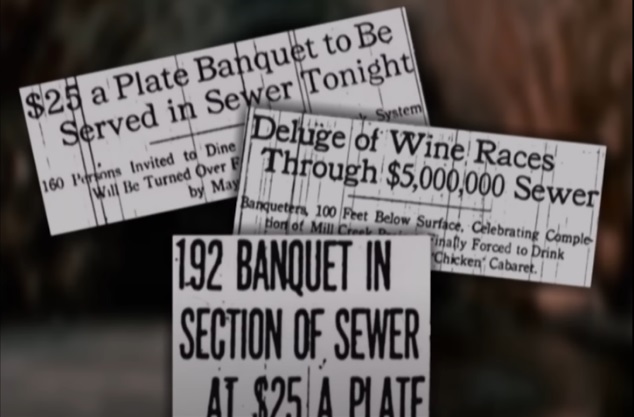 $25 a Plate Banquet to Be
Served in Sewer Tonight
System
160 Persons Invited to Dine
Will Be Turned Over
by May
Deluge of Wine Races
Through $5,000,000 Sewer
Banqueters, 100 Feet Below Surface, Celebrating Comple-
tion of Mill Creek Finally Forced to Drink
'Chicken' Cabaret.
192 BANQUET IN
SECTION OF SEWER
AT $25 A PLATE